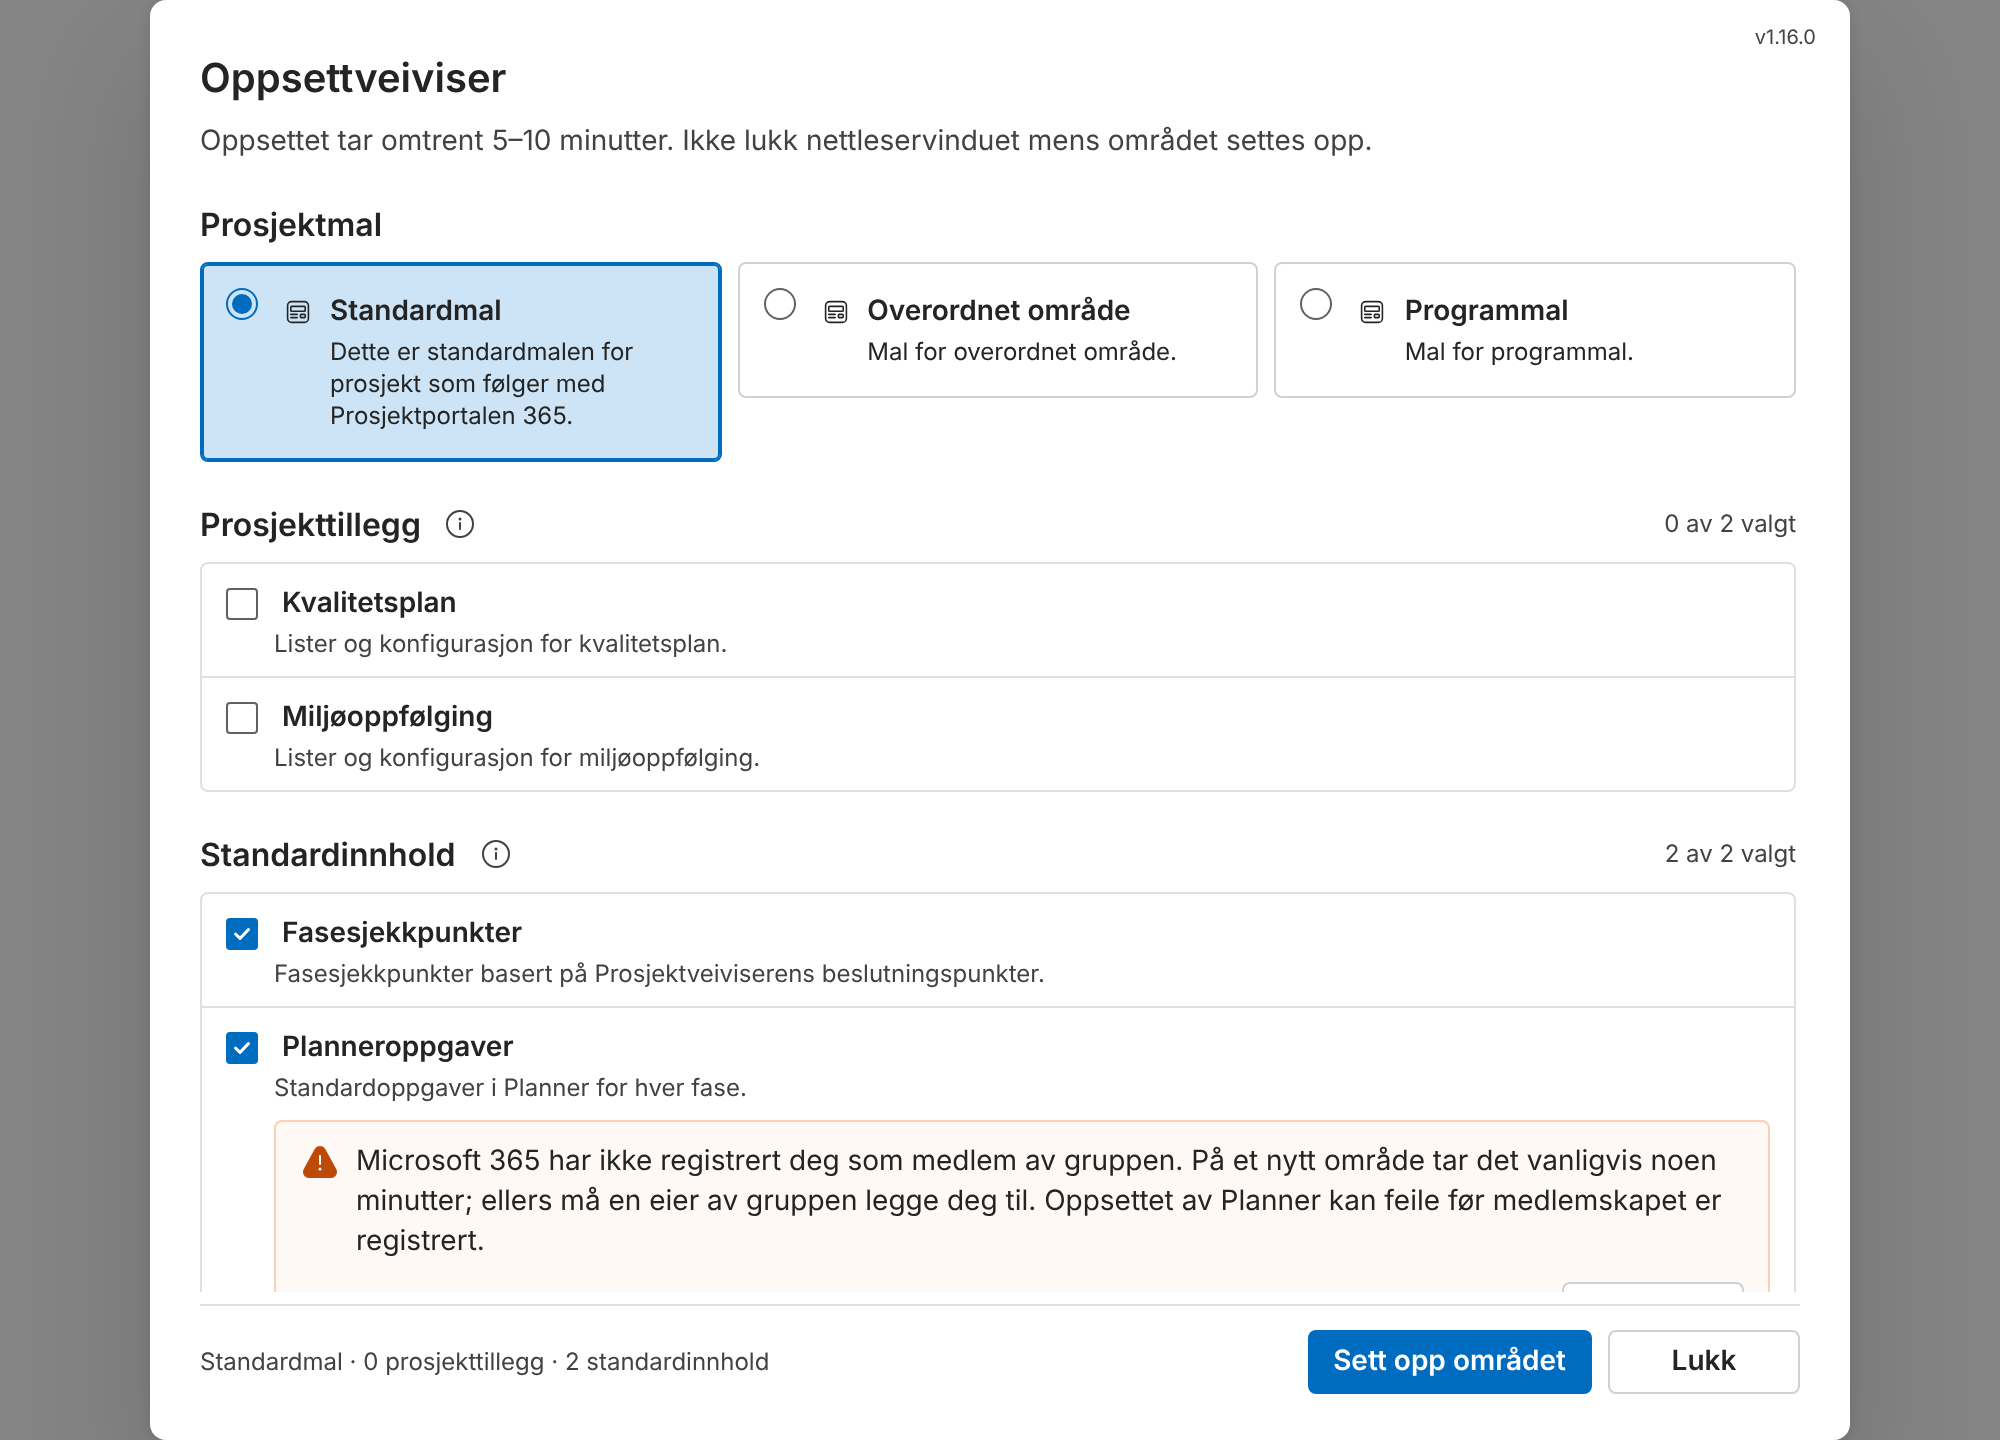 v1.16.0
Oppsettveiviser
Oppsettet tar omtrent 5–10 minutter. Ikke lukk nettleservinduet mens området settes opp.
Prosjektmal
Standardmal
Dette er standardmalen for
prosjekt som følger med
Prosjektportalen 365.
Overordnet område
Mal for overordnet område.
Programmal
Mal for programmal.
Prosjekttillegg
0 av 2 valgt
Kvalitetsplan
Lister og konfigurasjon for kvalitetsplan.
Miljøoppfølging
Lister og konfigurasjon for miljøoppfølging.
Standardinnhold
2 av 2 valgt
Fasesjekkpunkter
Fasesjekkpunkter basert på Prosjektveiviserens beslutningspunkter.
Planneroppgaver
Standardoppgaver i Planner for hver fase.
Microsoft 365 har ikke registrert deg som medlem av gruppen. På et nytt område tar det vanligvis noen
minutter; ellers må en eier av gruppen legge deg til. Oppsettet av Planner kan feile før medlemskapet er
registrert.
Standardmal · 0 prosjekttillegg · 2 standardinnhold
Sett opp området
Lukk